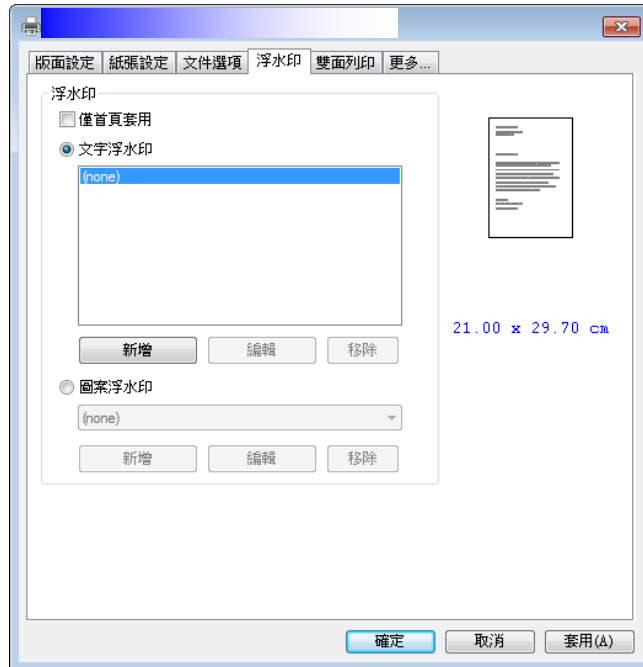 版面設定 紙張設定 文件選項 浮水印 雙面列印 更多...
浮水印
僅首頁套用
文字浮水印
(none)
新增 編輯 移除
圖案浮水印
(none)
新增 編輯 移除
21.00 x 29.70 cm
確定 取消 套用(A)